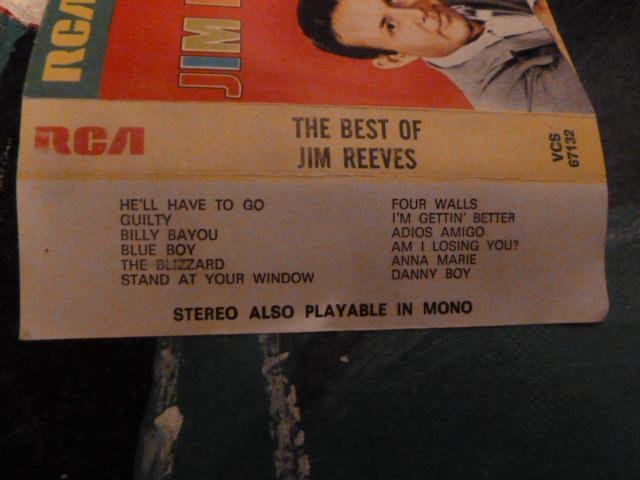 RCA
JIM
RCA
THE BEST OF
JIM REEVES
VCS
67132
HE'LL HAVE TO GO
GUILTY
BILLY BAYOU
BLUE BOY
THE BLIZZARD
STAND AT YOUR WINDOW
FOUR WALLS
I'M GETTIN' BETTER
ADIOS AMIGO
AM I LOSING YOU?
ANNA MARIE
DANNY BOY
STEREO ALSO PLAYABLE IN MONO